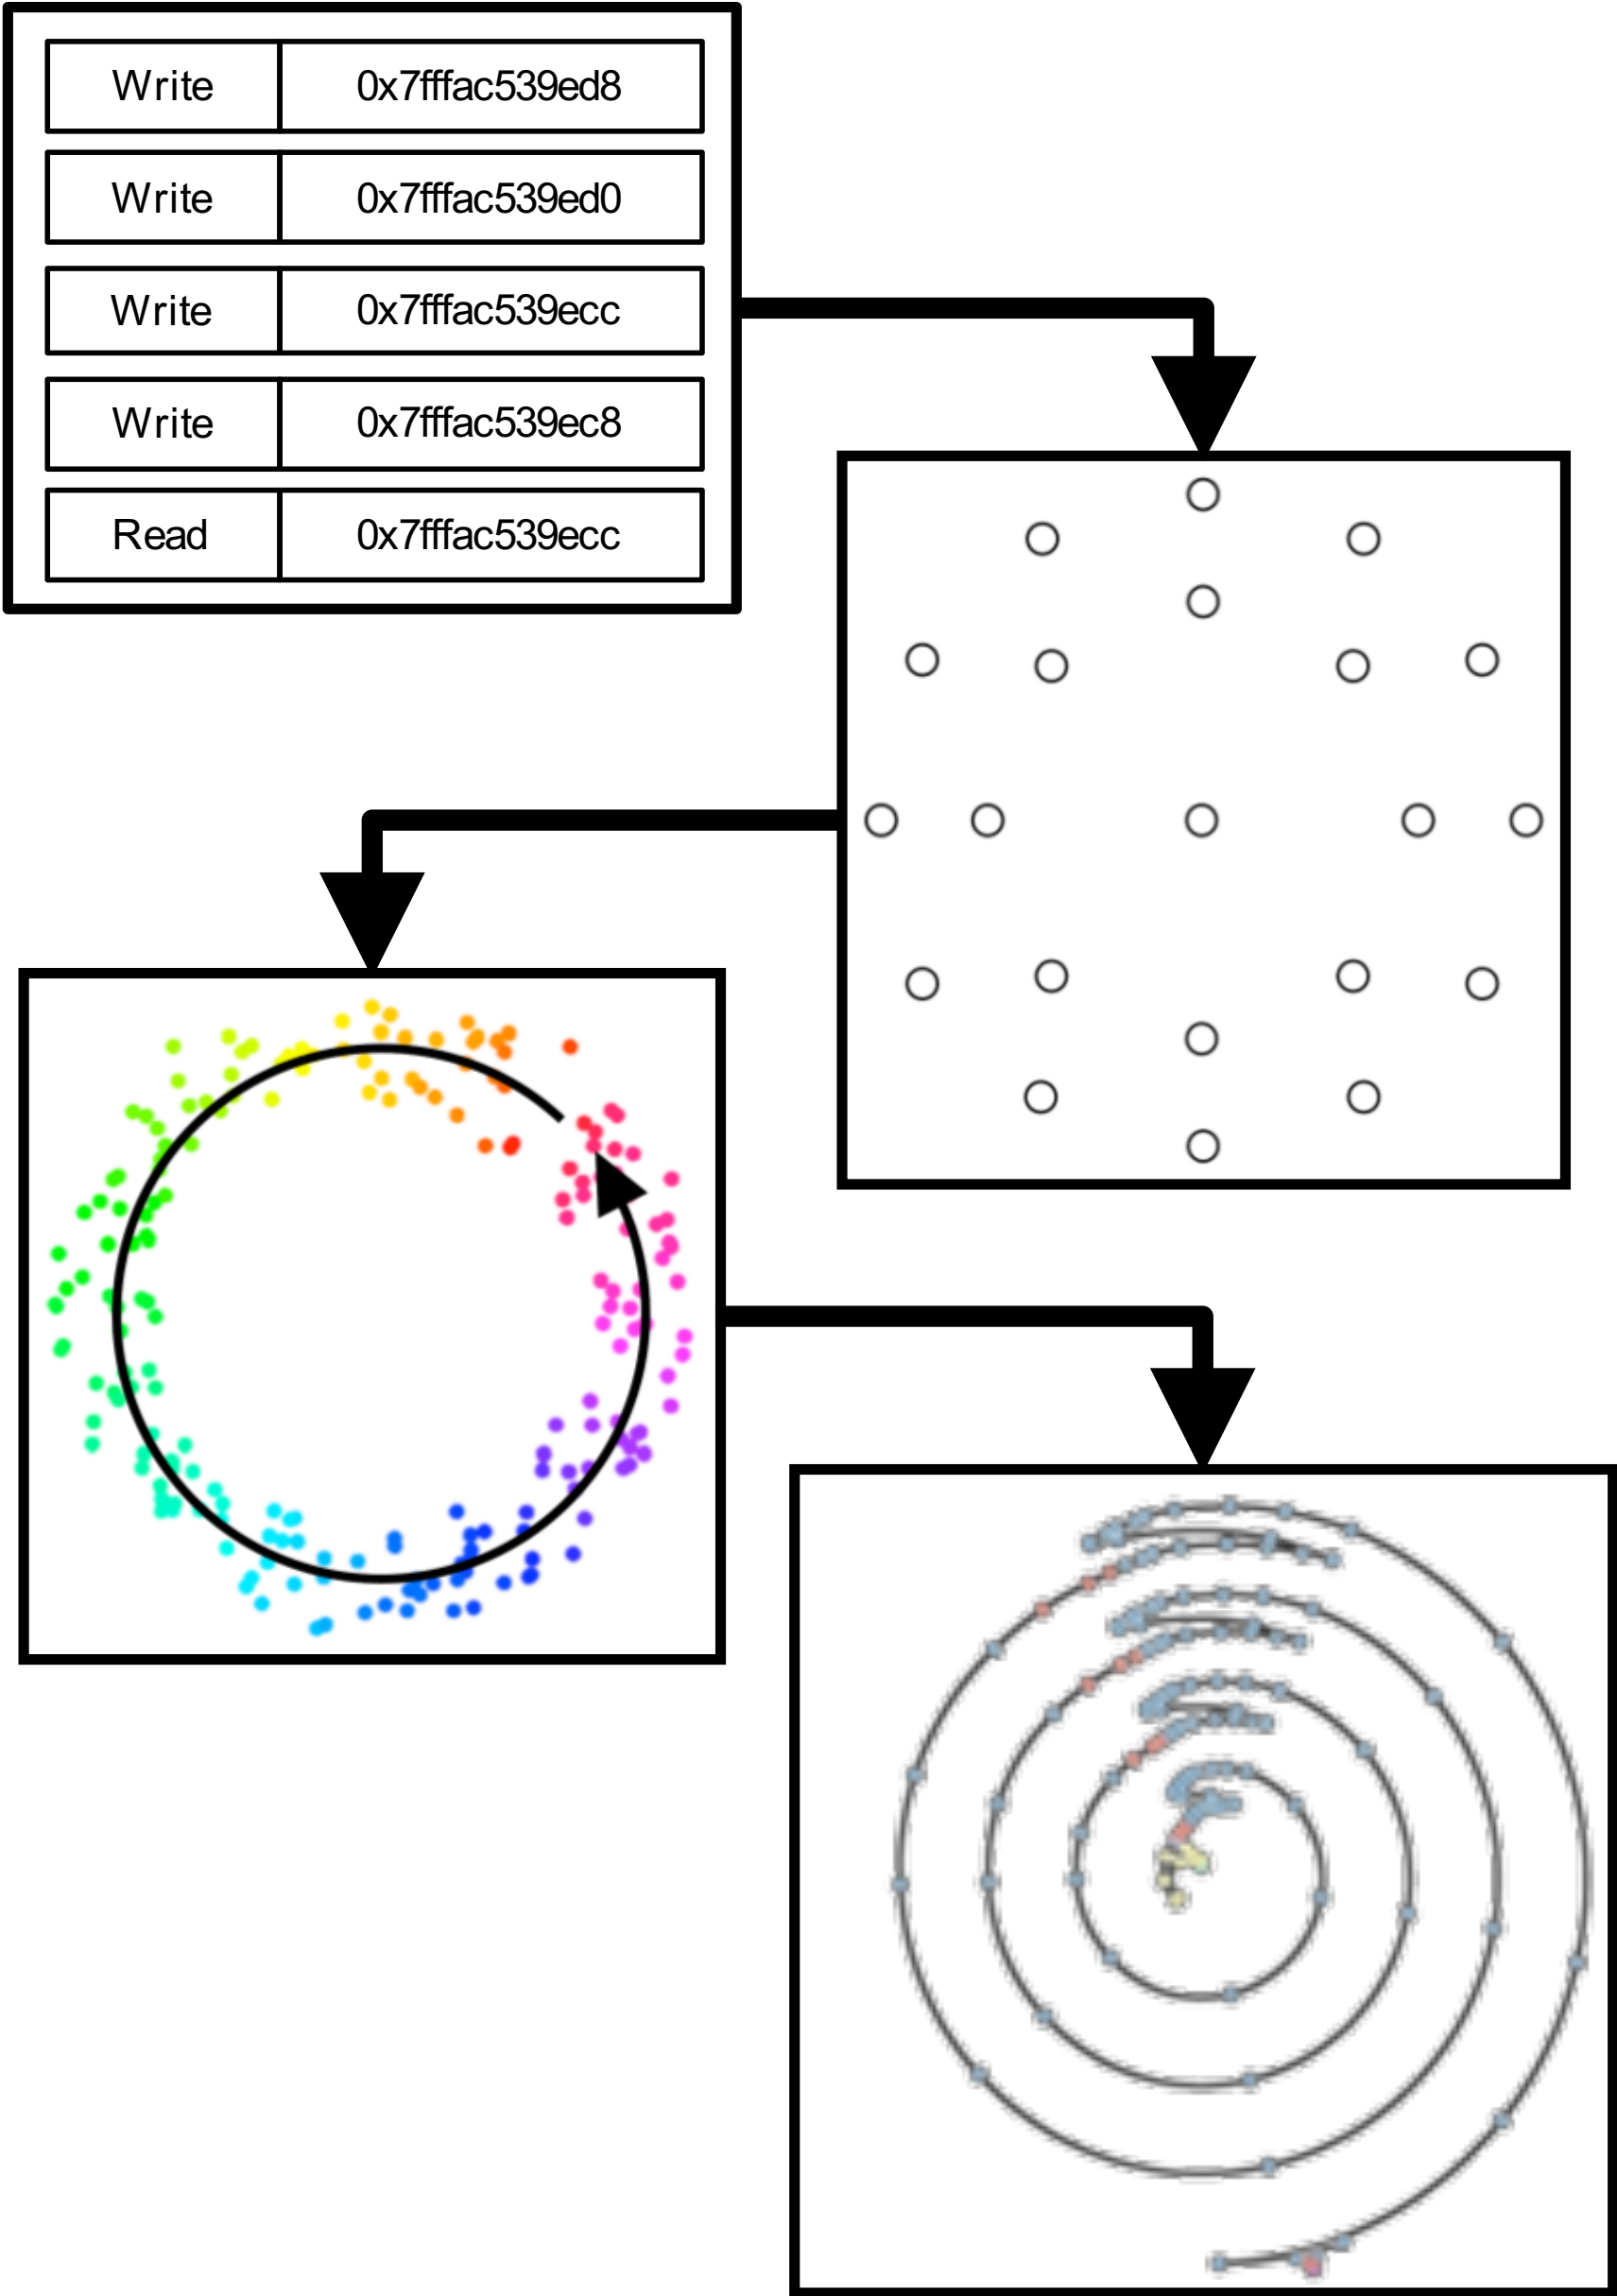 Write 0x7fffac539ed8
Write 0x7fffac539ed0
Write 0x7fffac539ecc
Write 0x7fffac539ec8
Read 0x7fffac539ecc